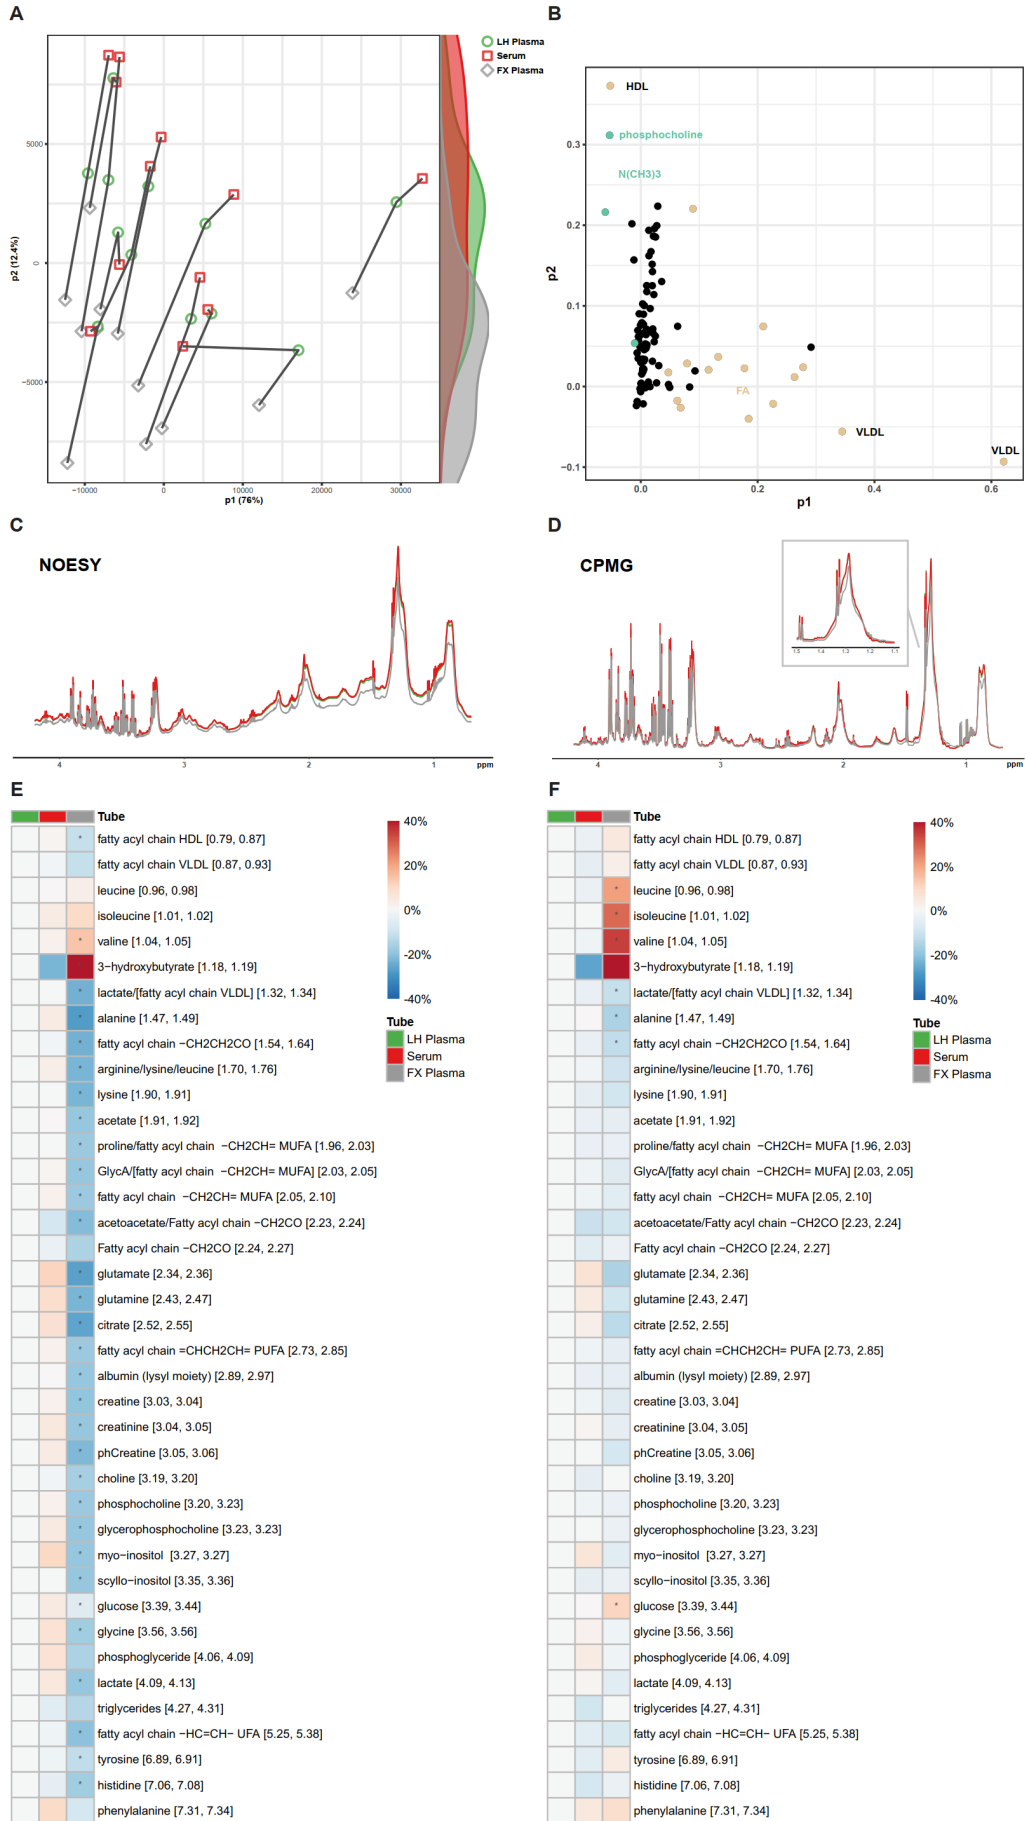 A
LH Plasma
Serum
FX Plasma
5000
0
−5000
p2 (12.4%)
−10000
0
10000
20000
30000
p1 (76%)
B
HDL
phosphocholine
N(CH3)3
FA
VLDL
VLDL
0.3
0.2
0.1
0.0
−0.1
p2
0.0
0.2
0.4
0.6
p1
C
NOESY
4
3
2
1
ppm
D
CPMG
1.5
1.4
1.3
1.2
1.1
4
3
2
1
ppm
E
Tube
fatty acyl chain HDL [0.79, 0.87]
fatty acyl chain VLDL [0.87, 0.93]
leucine [0.96, 0.98]
isoleucine [1.01, 1.02]
valine [1.04, 1.05]
3−hydroxybutyrate [1.18, 1.19]
lactate/[fatty acyl chain VLDL] [1.32, 1.34]
alanine [1.47, 1.49]
fatty acyl chain −CH2CH2CO [1.54, 1.64]
arginine/lysine/leucine [1.70, 1.76]
lysine [1.90, 1.91]
acetate [1.91, 1.92]
proline/fatty acyl chain −CH2CH= MUFA [1.96, 2.03]
GlycA/[fatty acyl chain −CH2CH= MUFA] [2.03, 2.05]
fatty acyl chain −CH2CH= MUFA [2.05, 2.10]
acetoacetate/Fatty acyl chain −CH2CO [2.23, 2.24]
Fatty acyl chain −CH2CO [2.24, 2.27]
glutamate [2.34, 2.36]
glutamine [2.43, 2.47]
citrate [2.52, 2.55]
fatty acyl chain =CHCH2CH= PUFA [2.73, 2.85]
albumin (lysyl moiety) [2.89, 2.97]
creatine [3.03, 3.04]
creatinine [3.04, 3.05]
phCreatine [3.05, 3.06]
choline [3.19, 3.20]
phosphocholine [3.20, 3.23]
glycerophosphocholine [3.23, 3.23]
myo−inositol [3.27, 3.27]
scyllo−inositol [3.35, 3.36]
glucose [3.39, 3.44]
glycine [3.56, 3.56]
phosphoglyceride [4.06, 4.09]
lactate [4.09, 4.13]
triglycerides [4.27, 4.31]
fatty acyl chain −HC=CH− UFA [5.25, 5.38]
tyrosine [6.89, 6.91]
histidine [7.06, 7.08]
phenylalanine [7.31, 7.34]
40%
20%
0%
-20%
-40%
Tube
LH Plasma
Serum
FX Plasma
F
Tube
fatty acyl chain HDL [0.79, 0.87]
fatty acyl chain VLDL [0.87, 0.93]
leucine [0.96, 0.98]
isoleucine [1.01, 1.02]
valine [1.04, 1.05]
3−hydroxybutyrate [1.18, 1.19]
lactate/[fatty acyl chain VLDL] [1.32, 1.34]
alanine [1.47, 1.49]
fatty acyl chain −CH2CH2CO [1.54, 1.64]
arginine/lysine/leucine [1.70, 1.76]
lysine [1.90, 1.91]
acetate [1.91, 1.92]
proline/fatty acyl chain −CH2CH= MUFA [1.96, 2.03]
GlycA/[fatty acyl chain −CH2CH= MUFA] [2.03, 2.05]
fatty acyl chain −CH2CH= MUFA [2.05, 2.10]
acetoacetate/Fatty acyl chain −CH2CO [2.23, 2.24]
Fatty acyl chain −CH2CO [2.24, 2.27]
glutamate [2.34, 2.36]
glutamine [2.43, 2.47]
citrate [2.52, 2.55]
fatty acyl chain =CHCH2CH= PUFA [2.73, 2.85]
albumin (lysyl moiety) [2.89, 2.97]
creatine [3.03, 3.04]
creatinine [3.04, 3.05]
phCreatine [3.05, 3.06]
choline [3.19, 3.20]
phosphocholine [3.20, 3.23]
glycerophosphocholine [3.23, 3.23]
myo−inositol [3.27, 3.27]
scyllo−inositol [3.35, 3.36]
glucose [3.39, 3.44]
glycine [3.56, 3.56]
phosphoglyceride [4.06, 4.09]
lactate [4.09, 4.13]
triglycerides [4.27, 4.31]
fatty acyl chain −HC=CH− UFA [5.25, 5.38]
tyrosine [6.89, 6.91]
histidine [7.06, 7.08]
phenylalanine [7.31, 7.34]
40%
20%
0%
-20%
-40%
Tube
LH Plasma
Serum
FX Plasma